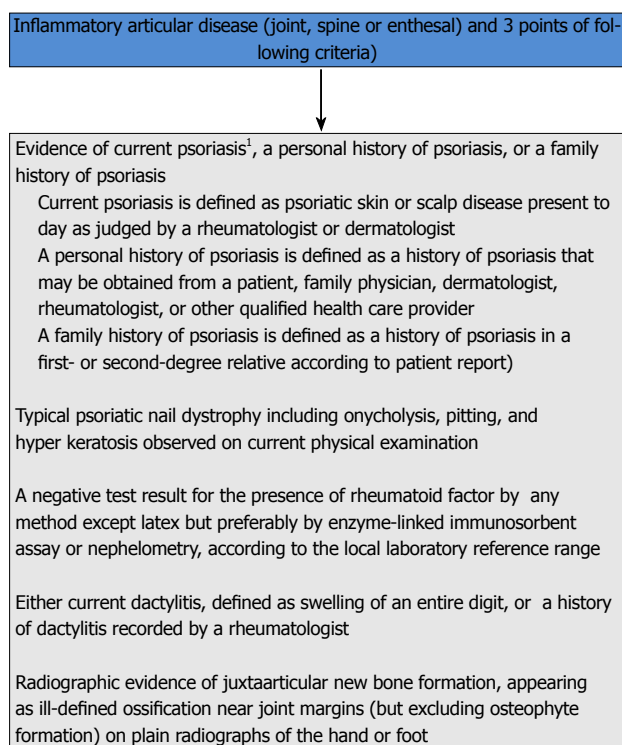 Inflammatory articular disease (joint, spine or enthesal) and 3 points of fol-
lowing criteria)
Evidence of current psoriasis¹, a personal history of psoriasis, or a family
history of psoriasis
Current psoriasis is defined as psoriatic skin or scalp disease present to
day as judged by a rheumatologist or dermatologist
A personal history of psoriasis is defined as a history of psoriasis that
may be obtained from a patient, family physician, dermatologist,
rheumatologist, or other qualified health care provider
A family history of psoriasis is defined as a history of psoriasis in a
first- or second-degree relative according to patient report)
Typical psoriatic nail dystrophy including onycholysis, pitting, and
hyper keratosis observed on current physical examination
A negative test result for the presence of rheumatoid factor by any
method except latex but preferably by enzyme-linked immunosorbent
assay or nephelometry, according to the local laboratory reference range
Either current dactylitis, defined as swelling of an entire digit, or a history
of dactylitis recorded by a rheumatologist
Radiographic evidence of juxtaarticular new bone formation, appearing
as ill-defined ossification near joint margins (but excluding osteophyte
formation) on plain radiographs of the hand or foot